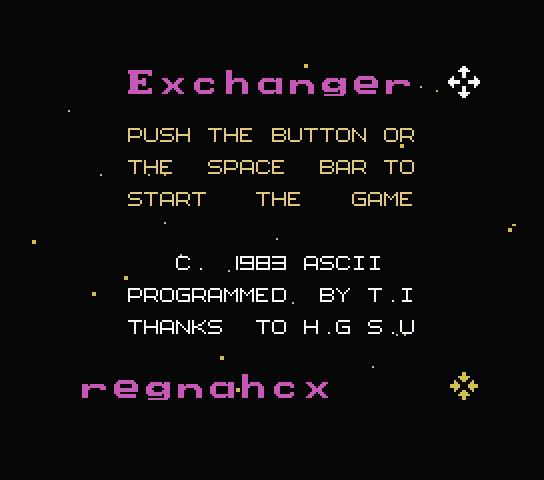 Exchanger
PUSH THE BUTTON OR
THE SPACE BAR TO
START THE GAME
C. 1983 ASCII
PROGRAMMED BY T.I
THANKS TO H.G S.U
regnahcx